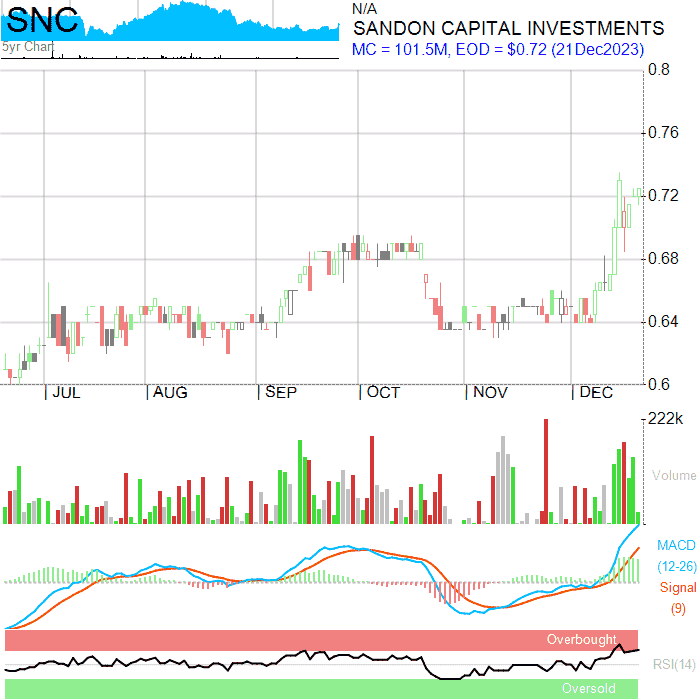 SNC
5yr Chart
N/A
SANDON CAPITAL INVESTMENTS
MC = 101.5M, EOD = $0.72 (21Dec2023)
0.8
0.76
0.72
0.68
0.64
0.6
JUL AUG SEP OCT NOV DEC
222k
Volume
MACD
(12-26)
Signal
(9)
Overbought
RSI(14)
Oversold